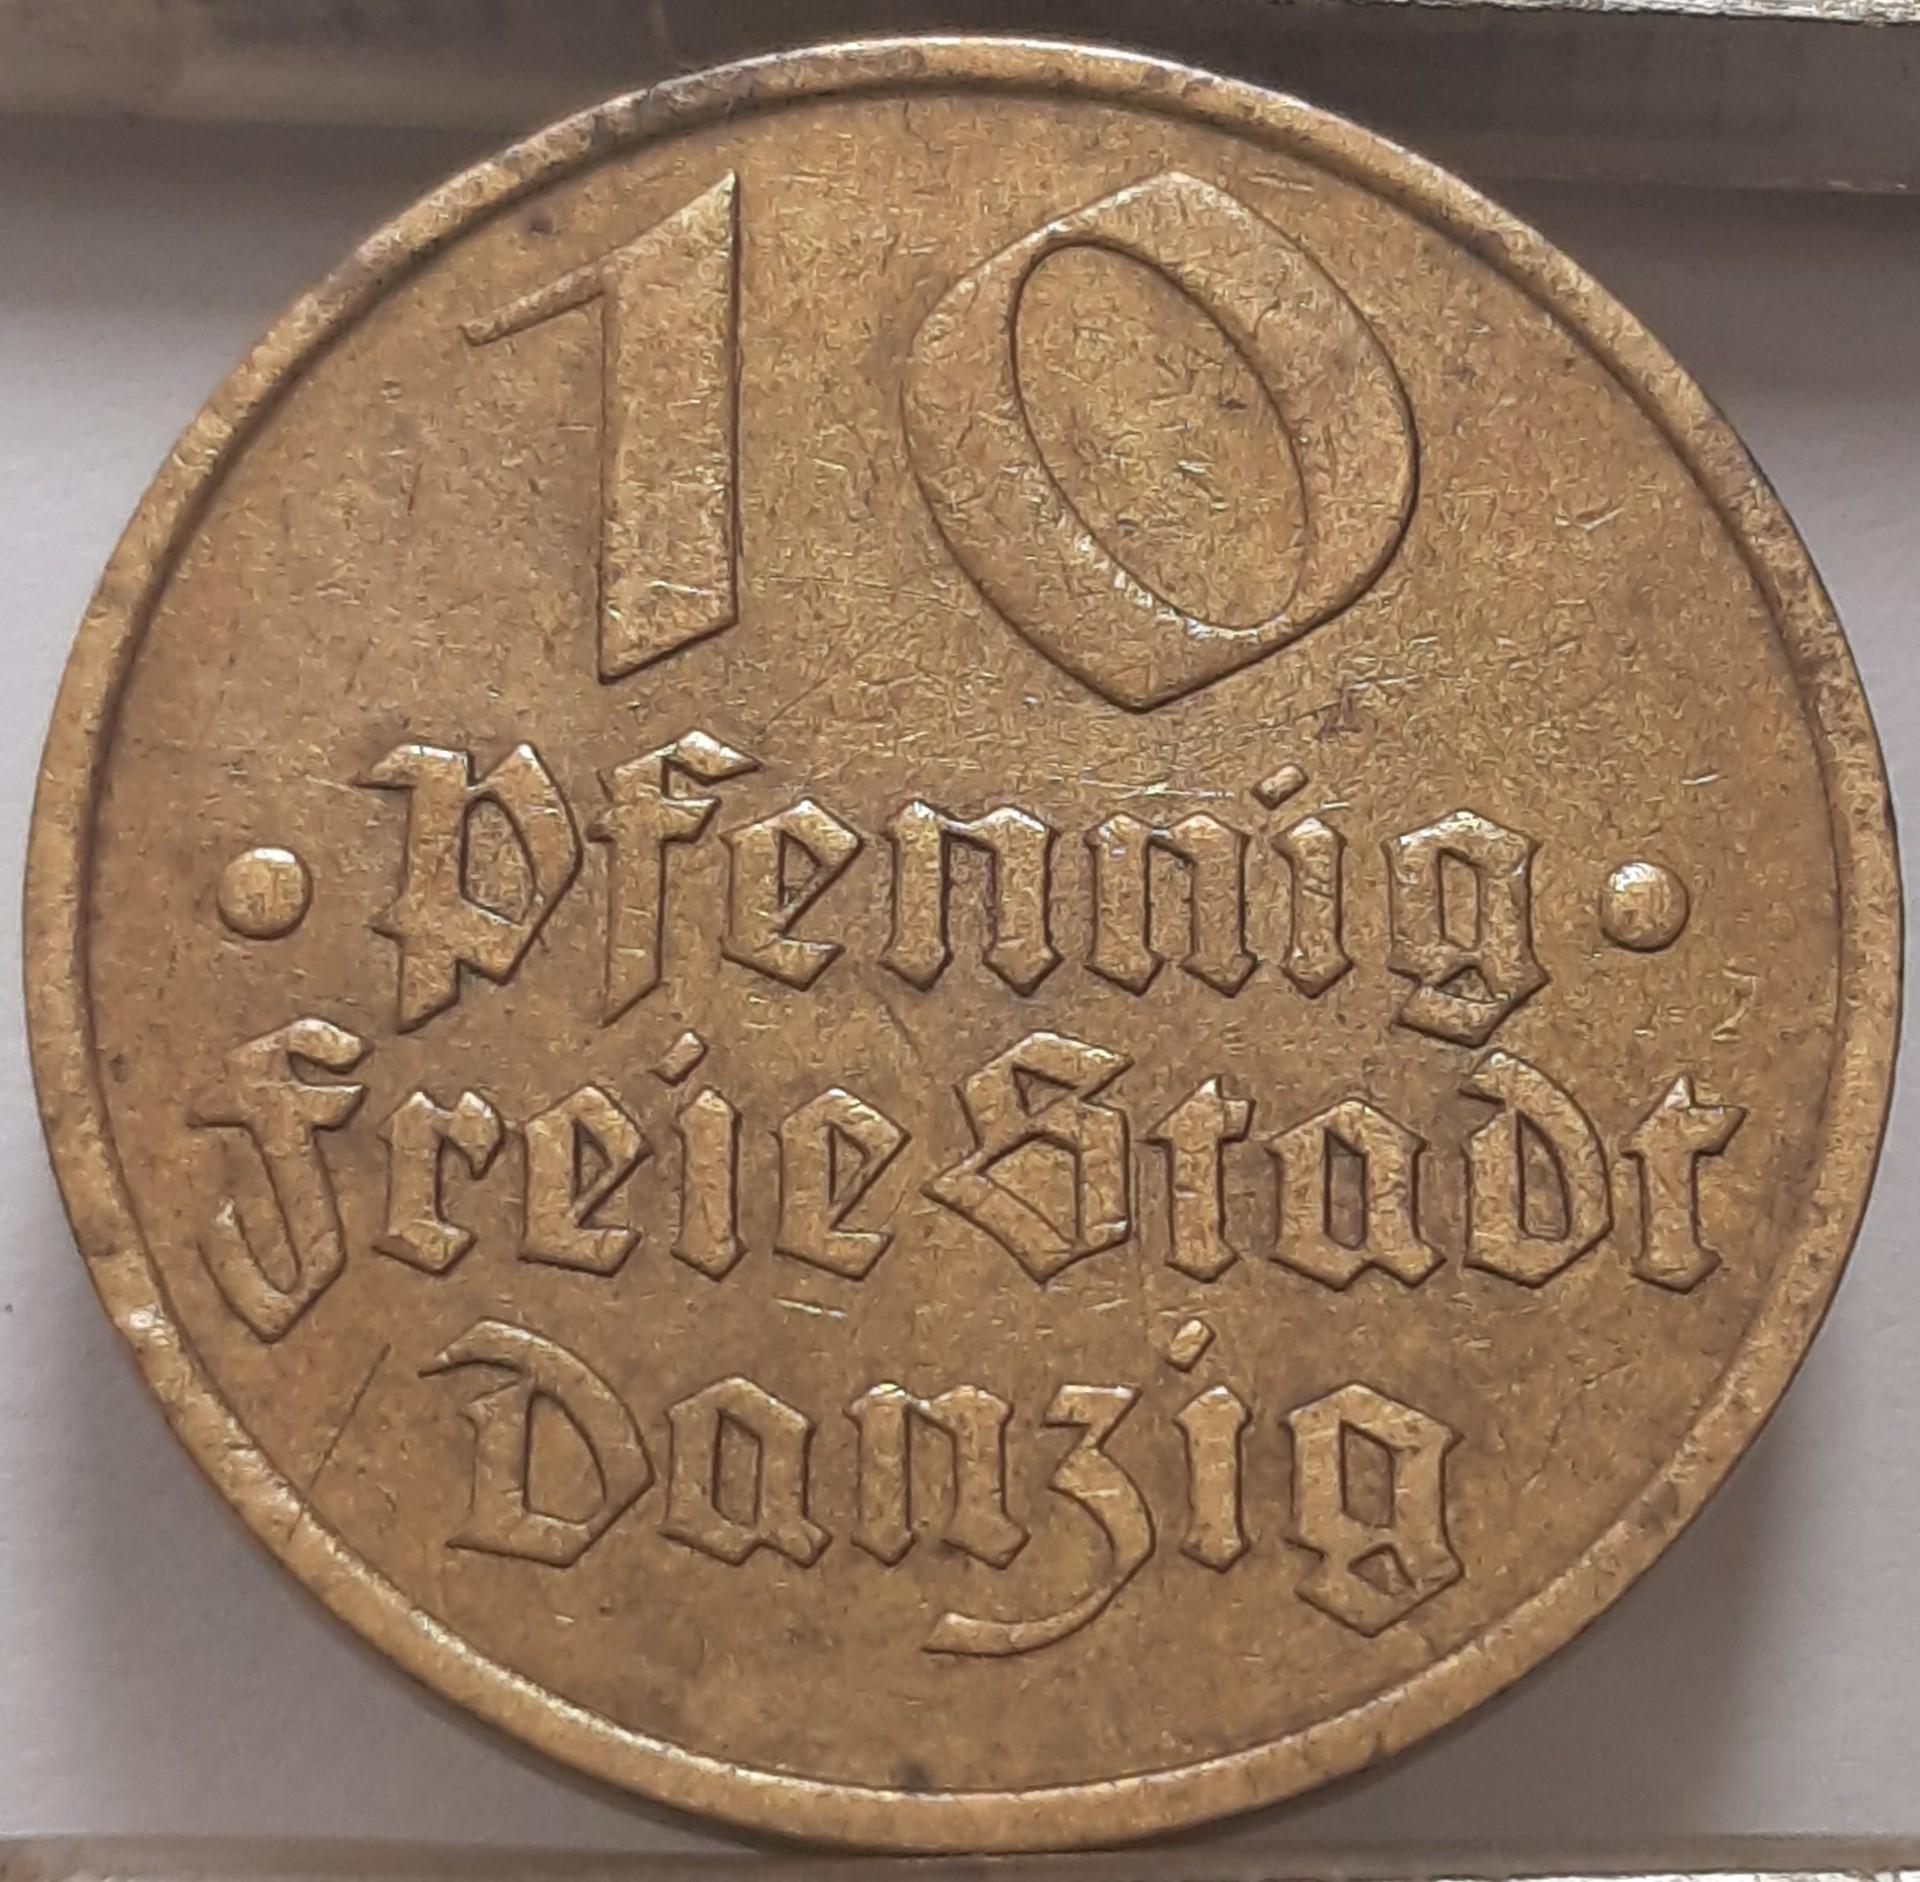 10
· Pfennig ·
Freie Stadt
Danzig